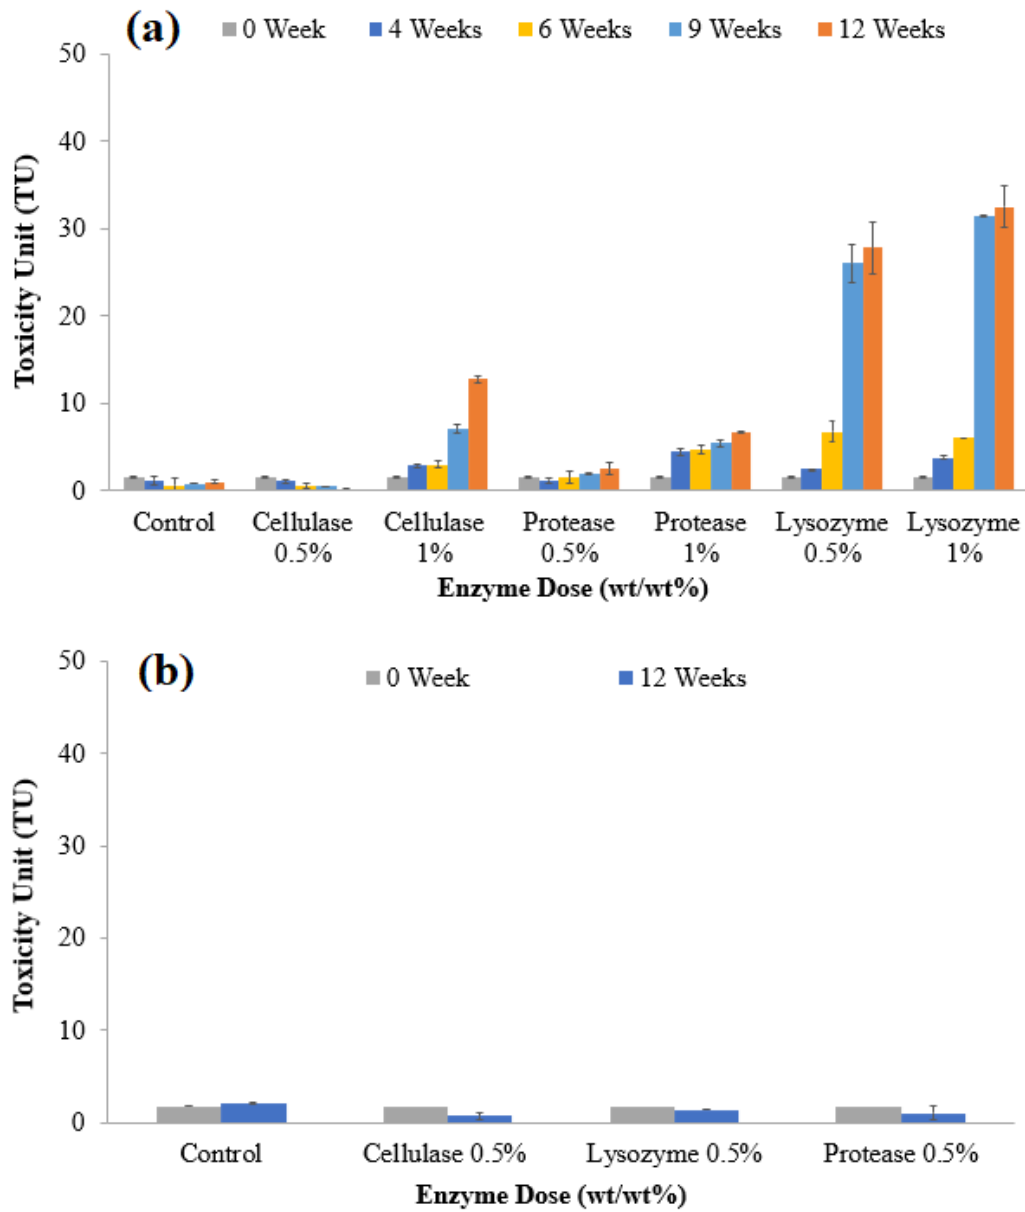 (a)
0 Week 4 Weeks 6 Weeks 9 Weeks 12 Weeks
50
40
30
20
10
0
Toxicity Unit (TU)
Control Cellulase Cellulase Protease Protease Lysozyme Lysozyme
0.5% 1% 0.5% 1% 0.5% 1%
Enzyme Dose (wt/wt%)
(b)
0 Week 12 Weeks
50
40
30
20
10
0
Toxicity Unit (TU)
Control Cellulase 0.5% Lysozyme 0.5% Protease 0.5%
Enzyme Dose (wt/wt%)